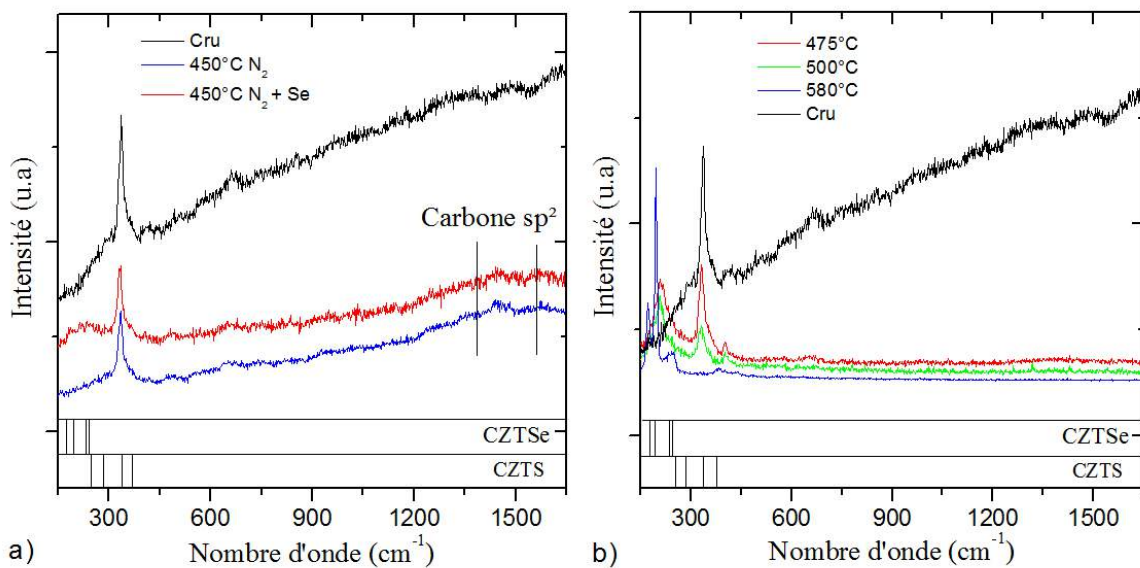 Cru
450°C N₂
450°C N₂ + Se
Carbone sp²
Intensité (u.a)
CZTSe
CZTS
300 600 900 1200 1500
Nombre d'onde (cm⁻¹)
a)
475°C
500°C
580°C
Cru
Intensité (u.a)
CZTSe
CZTS
300 600 900 1200 1500
Nombre d'onde (cm⁻¹)
b)